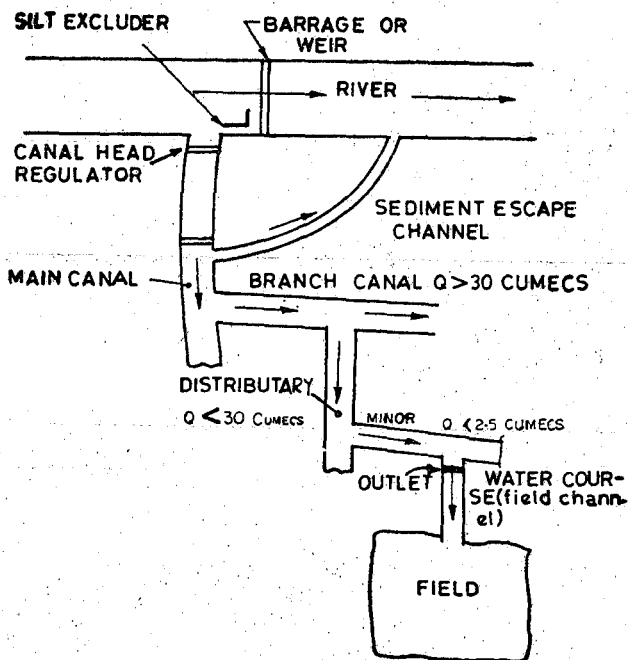 SILT EXCLUDER
BARRAGE OR
WEIR
RIVER
CANAL HEAD
REGULATOR
SEDIMENT ESCAPE
CHANNEL
MAIN CANAL
BRANCH CANAL Q>30 CUMECS
DISTRIBUTARY
Q < 30 CUMECS
MINOR
Q < 2.5 CUMECS
OUTLET
WATER COUR-
SE(field chann-
el)
FIELD